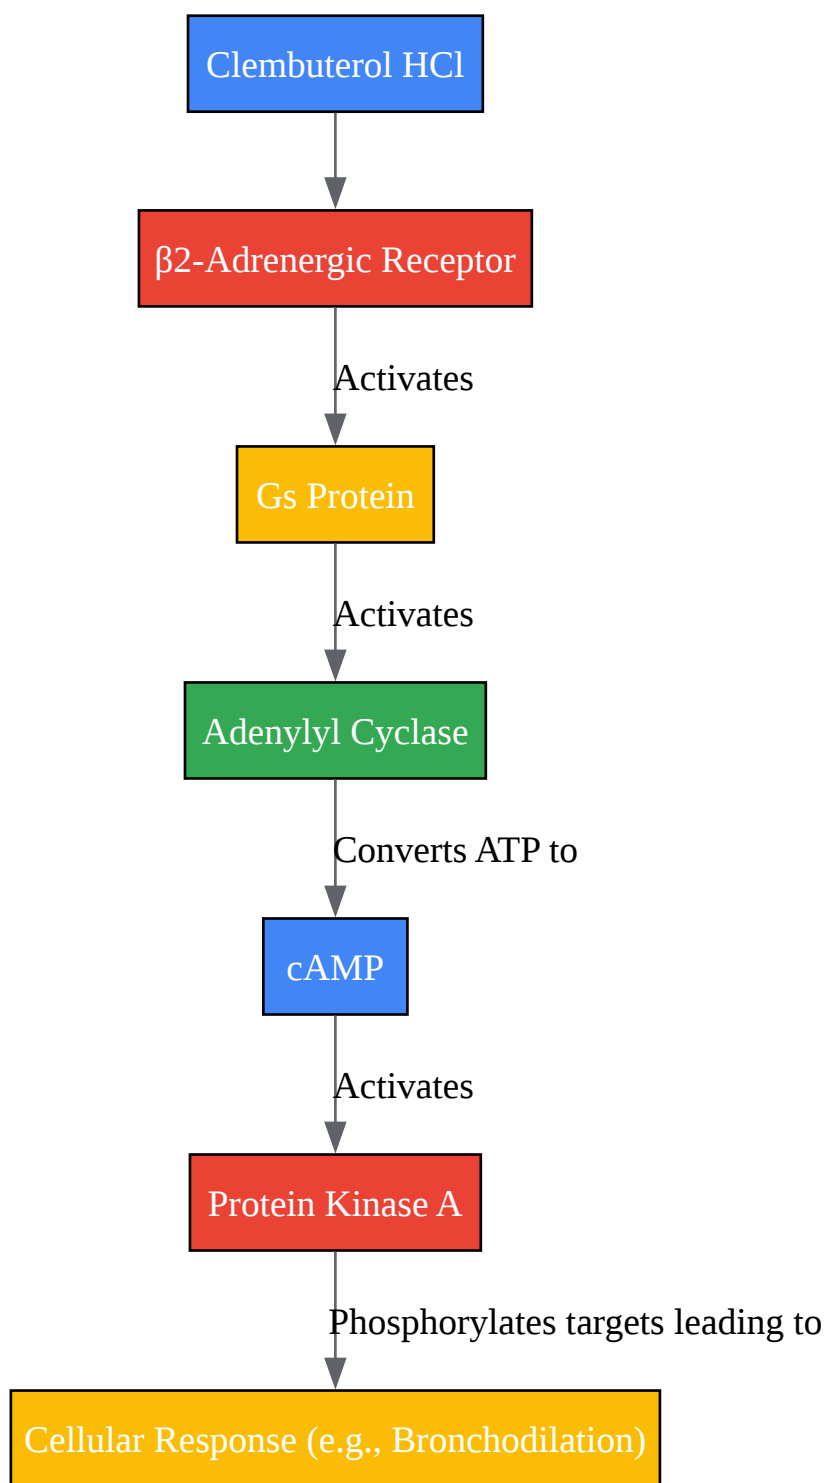 Clembuterol HCl
β2-Adrenergic Receptor
Activates
Gs Protein
Activates
Adenylyl Cyclase
Converts ATP to
cAMP
Activates
Protein Kinase A
Phosphorylates targets leading to
Cellular Response (e.g., Bronchodilation)